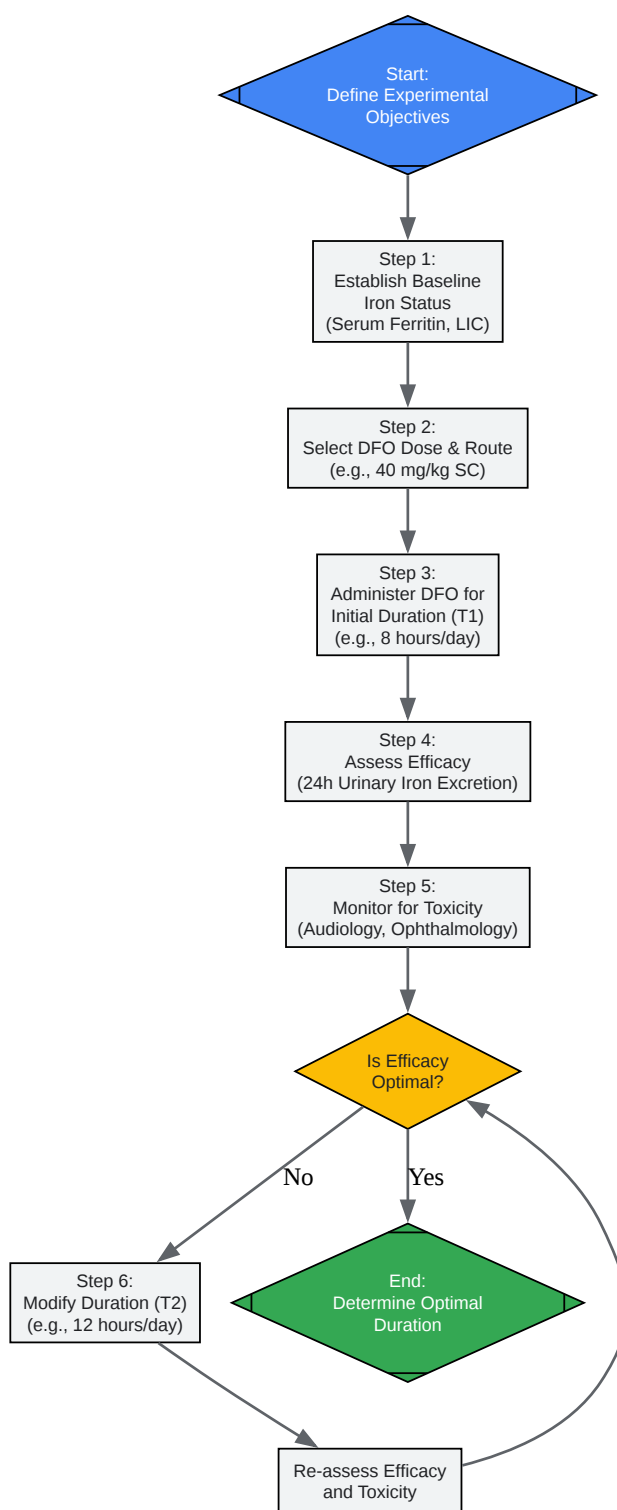 Start:
Define Experimental
Objectives
Step 1:
Establish Baseline
Iron Status
(Serum Ferritin, LIC)
Step 2:
Select DFO Dose & Route
(e.g., 40 mg/kg SC)
Step 3:
Administer DFO for
Initial Duration (T1)
(e.g., 8 hours/day)
Step 4:
Assess Efficacy
(24h Urinary Iron Excretion)
Step 5:
Monitor for Toxicity
(Audiology, Ophthalmology)
Is Efficacy
Optimal?
No
Yes
Step 6:
Modify Duration (T2)
(e.g., 12 hours/day)
End:
Determine Optimal
Duration
Re-assess Efficacy
and Toxicity